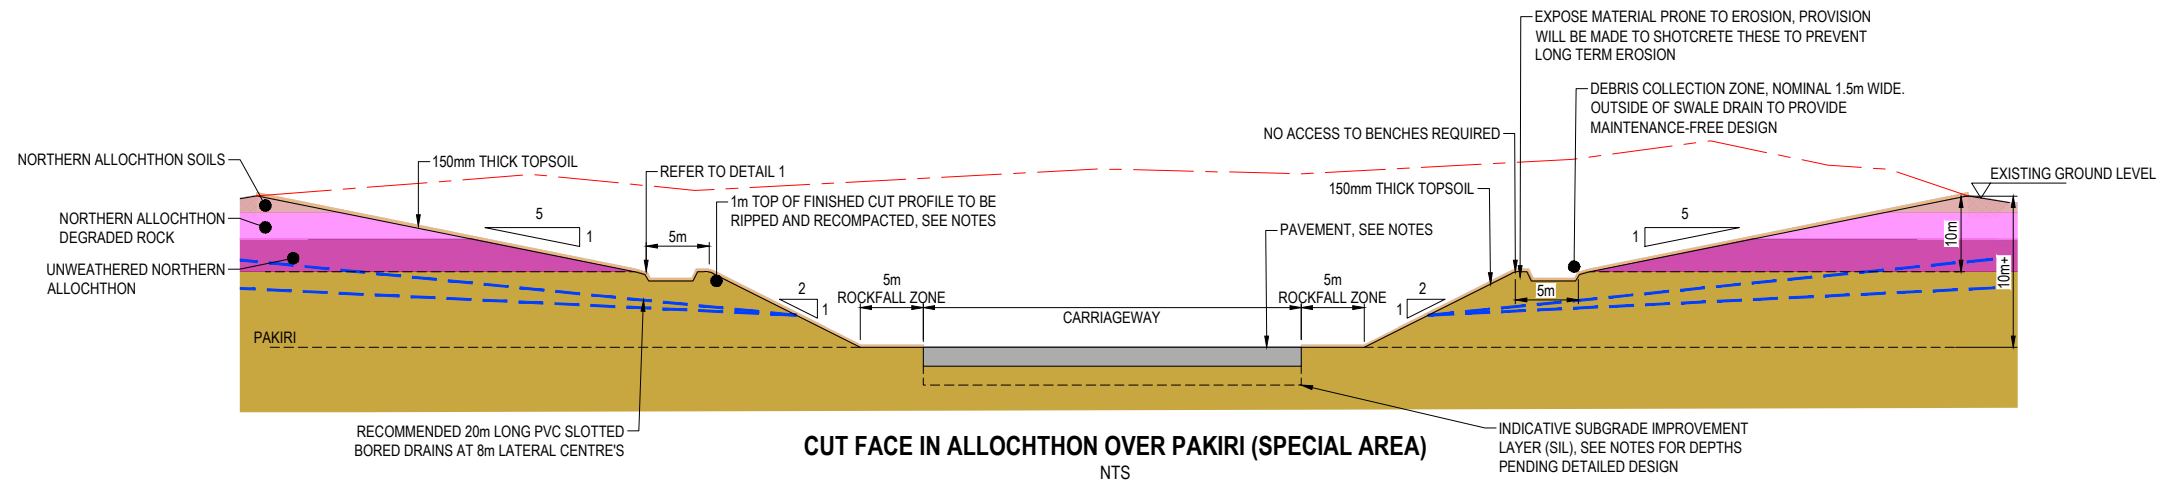 EXPOSE MATERIAL PRONE TO EROSION, PROVISION
WILL BE MADE TO SHOTCRETE THESE TO PREVENT
LONG TERM EROSION
DEBRIS COLLECTION ZONE, NOMINAL 1.5m WIDE.
OUTSIDE OF SWALE DRAIN TO PROVIDE
MAINTENANCE-FREE DESIGN
NO ACCESS TO BENCHES REQUIRED
NORTHERN ALLOCHTHON SOILS
150mm THICK TOPSOIL
REFER TO DETAIL 1
150mm THICK TOPSOIL
EXISTING GROUND LEVEL
1m TOP OF FINISHED CUT PROFILE TO BE
RIPPED AND RECOMPACTED, SEE NOTES
NORTHERN ALLOCHTHON
DEGRADED ROCK
5
1
5m
PAVEMENT, SEE NOTES
5
1
10m
10m+
UNWEATHERED NORTHERN
ALLOCHTHON
2
1
5m
ROCKFALL ZONE
CARRIAGEWAY
5m
ROCKFALL ZONE
2
1
5m
PAKIRI
RECOMMENDED 20m LONG PVC SLOTTED
BORED DRAINS AT 8m LATERAL CENTRE'S
INDICATIVE SUBGRADE IMPROVEMENT
LAYER (SIL), SEE NOTES FOR DEPTHS
PENDING DETAILED DESIGN
CUT FACE IN ALLOCHTHON OVER PAKIRI (SPECIAL AREA)
NTS